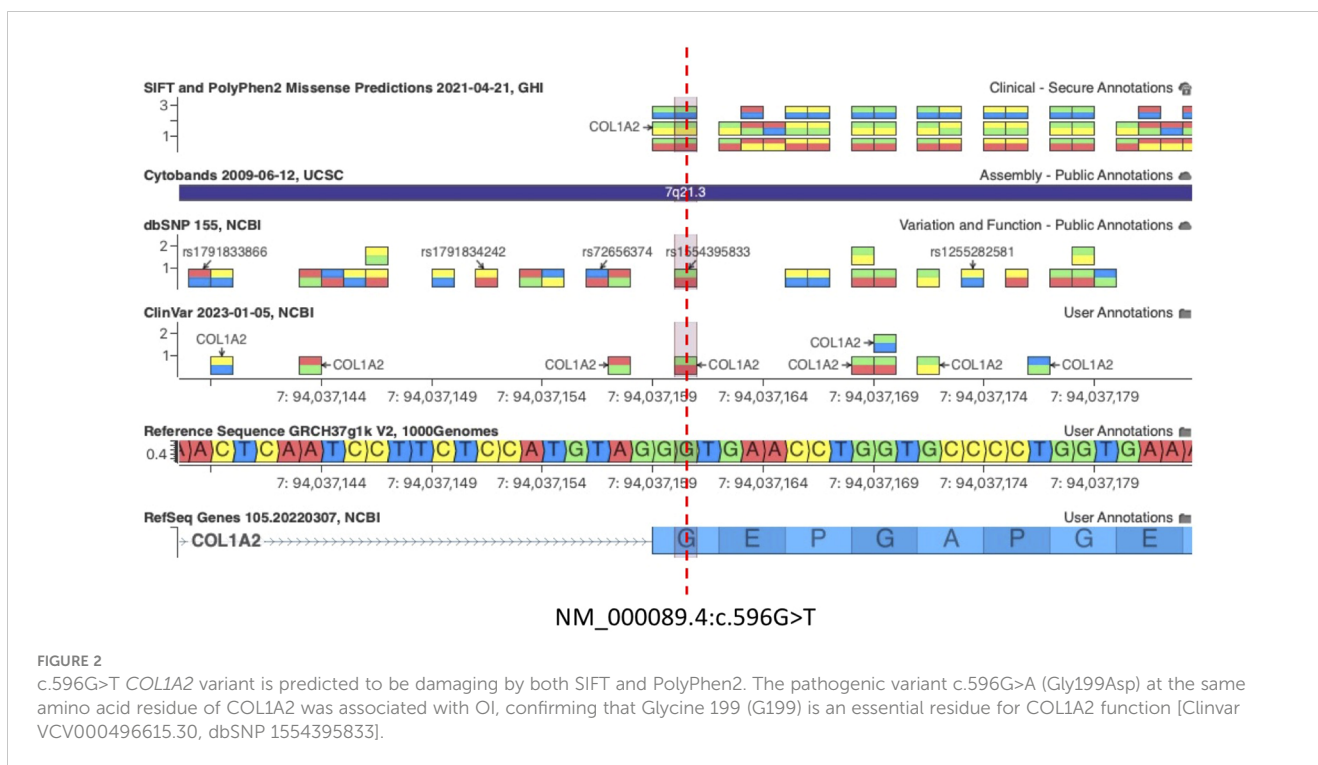 SIFT and PolyPhen2 Missense Predictions 2021-04-21, GHI
Clinical - Secure Annotations
3
1
COL1A2
Cytobands 2009-06-12, UCSC
Assembly - Public Annotations
7q21.3
dbSNP 155, NCBI
Variation and Function - Public Annotations
2
1
rs1791833866
rs1791834242
rs72656374
rs1554395833
rs1255282581
ClinVar 2023-01-05, NCBI
User Annotations
2
1
COL1A2
COL1A2
COL1A2
COL1A2
COL1A2
COL1A2
COL1A2
COL1A2
7: 94,037,144
7: 94,037,149
7: 94,037,154
7: 94,037,159
7: 94,037,164
7: 94,037,169
7: 94,037,174
7: 94,037,179
Reference Sequence GRCH37g1k V2, 1000Genomes
User Annotations
0.4
A C T C A A T C C T T C T C C A T G T A G G G T G A A C C T G G T G C C C C T G G T G A A
7: 94,037,144
7: 94,037,149
7: 94,037,154
7: 94,037,159
7: 94,037,164
7: 94,037,169
7: 94,037,174
7: 94,037,179
RefSeq Genes 105.20220307, NCBI
User Annotations
COL1A2
G E P G A P G E
NM_000089.4:c.596G>T
FIGURE 2
c.596G>T COL1A2 variant is predicted to be damaging by both SIFT and PolyPhen2. The pathogenic variant c.596G>A (Gly199Asp) at the same
amino acid residue of COL1A2 was associated with OI, confirming that Glycine 199 (G199) is an essential residue for COL1A2 function [Clinvar
VCV000496615.30, dbSNP 1554395833].